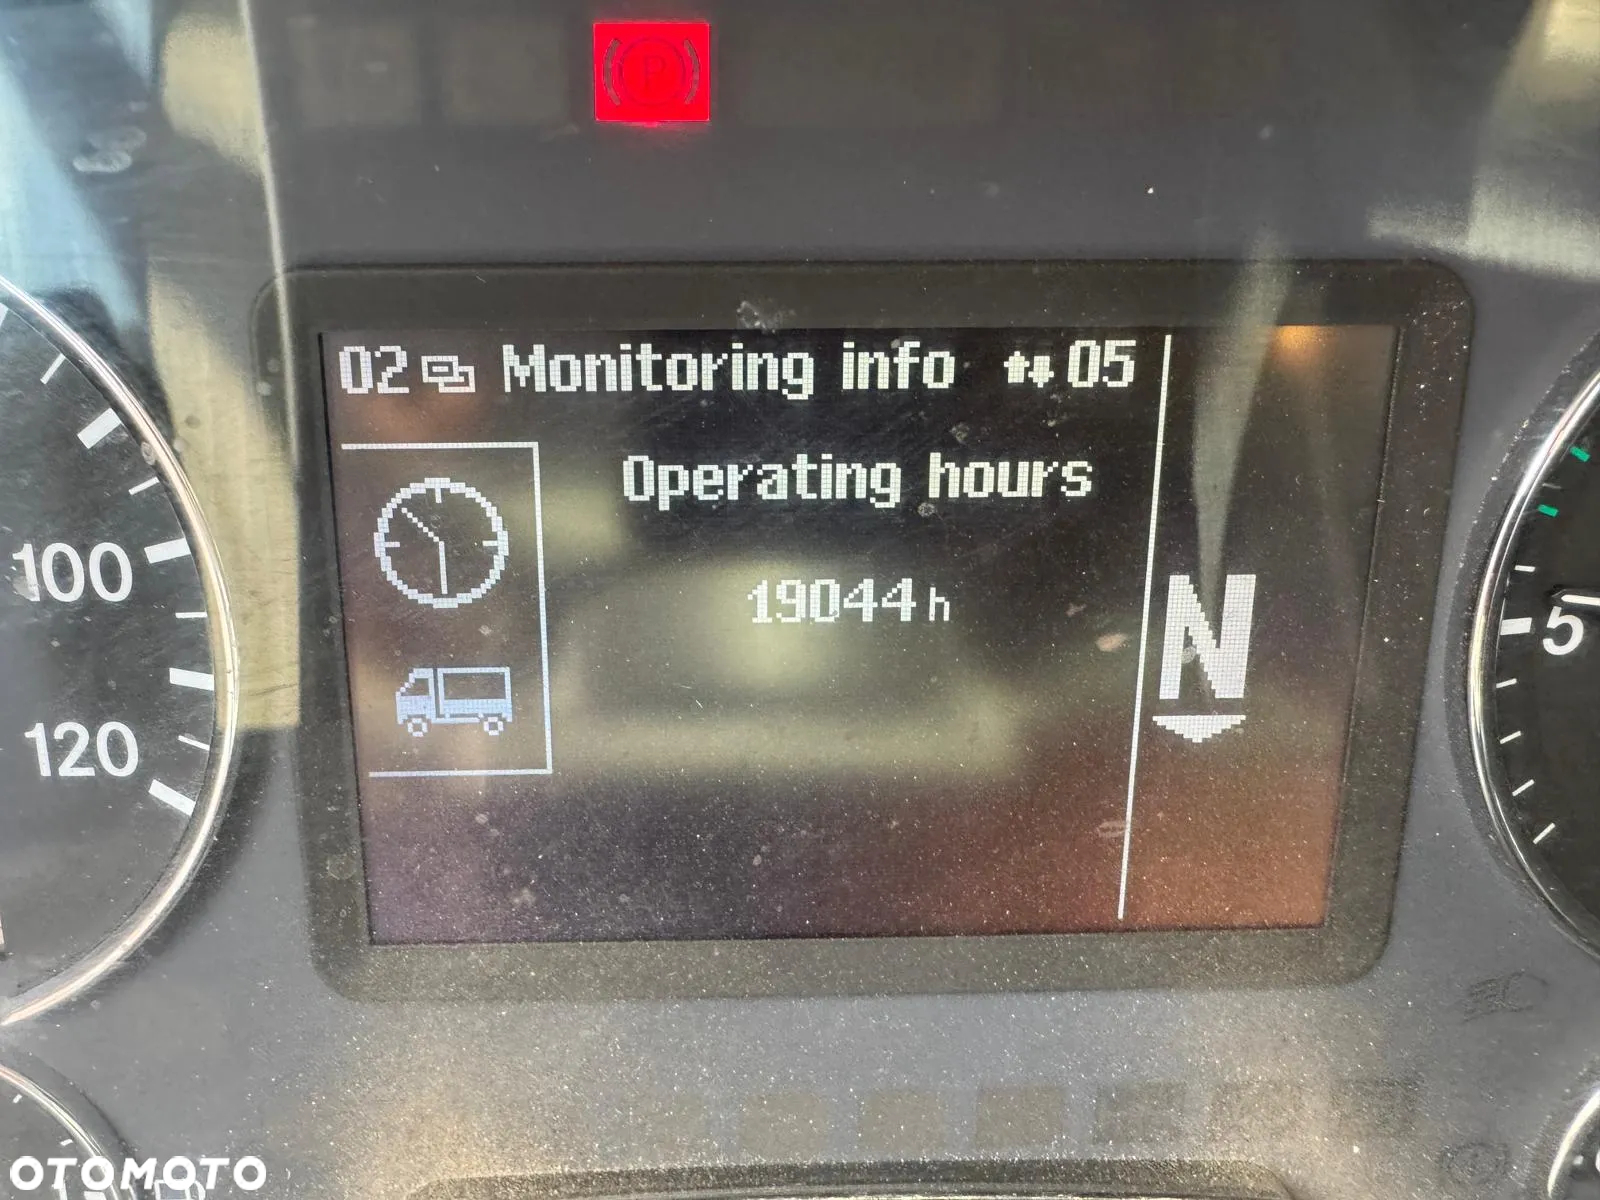 P
02 Monitoring info 05
Operating hours
19044 h
N
100
120
5
OTOMOTO